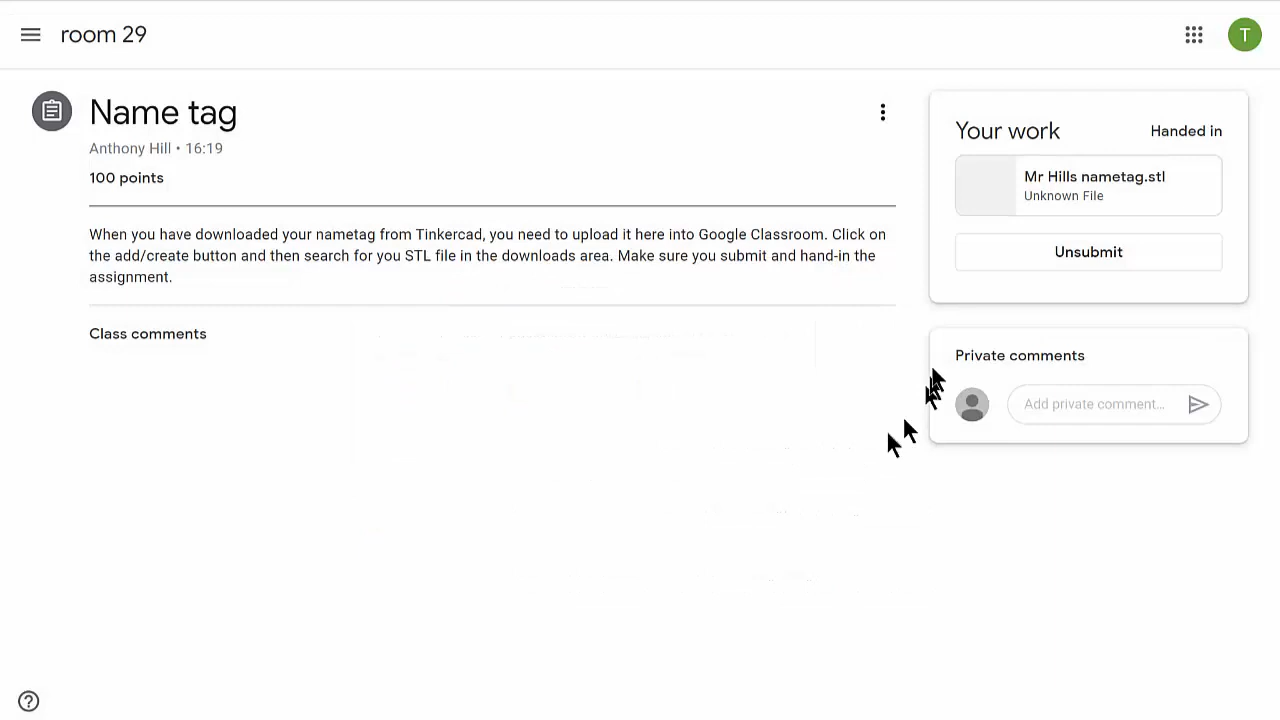 room 29
T
Name tag
Anthony Hill • 16:19
100 points
When you have downloaded your nametag from Tinkercad, you need to upload it here into Google Classroom. Click on
the add/create button and then search for you STL file in the downloads area. Make sure you submit and hand-in the
assignment.
Class comments
Your work
Handed in
Mr Hills nametag.stl
Unknown File
Unsubmit
Private comments
Add private comment...